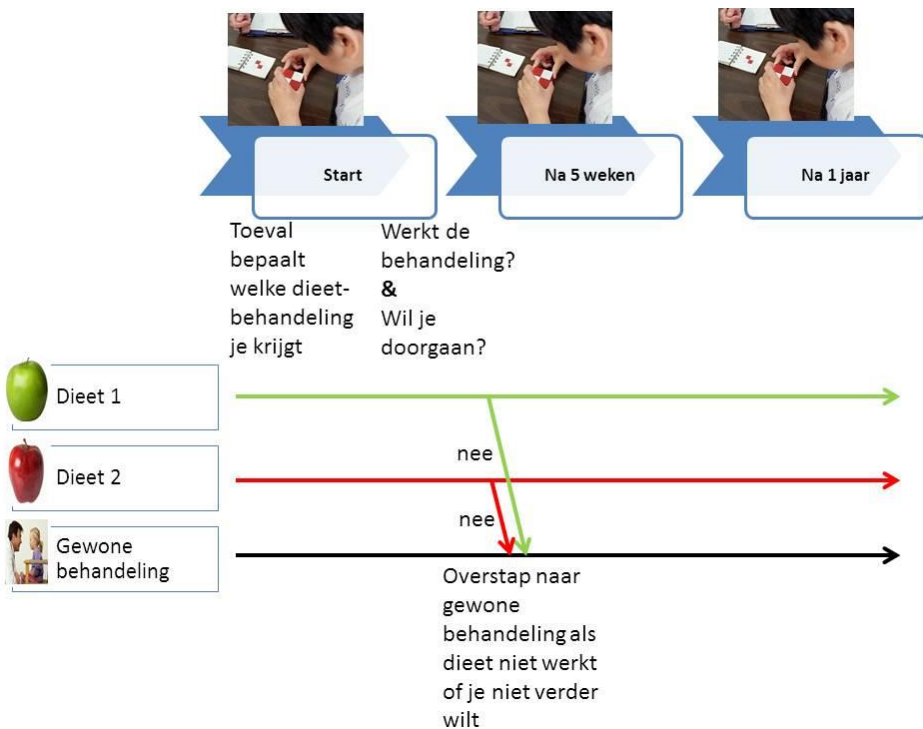 Start
Na 5 weken
Na 1 jaar
Toeval
bepaalt
welke dieet-
behandeling
je krijgt
Werkt de
behandeling?
&
Wil je
doorgaan?
Dieet 1
nee
Dieet 2
nee
Gewone
behandeling
Overstap naar
gewone
behandeling als
dieet niet werkt
of je niet verder
wilt